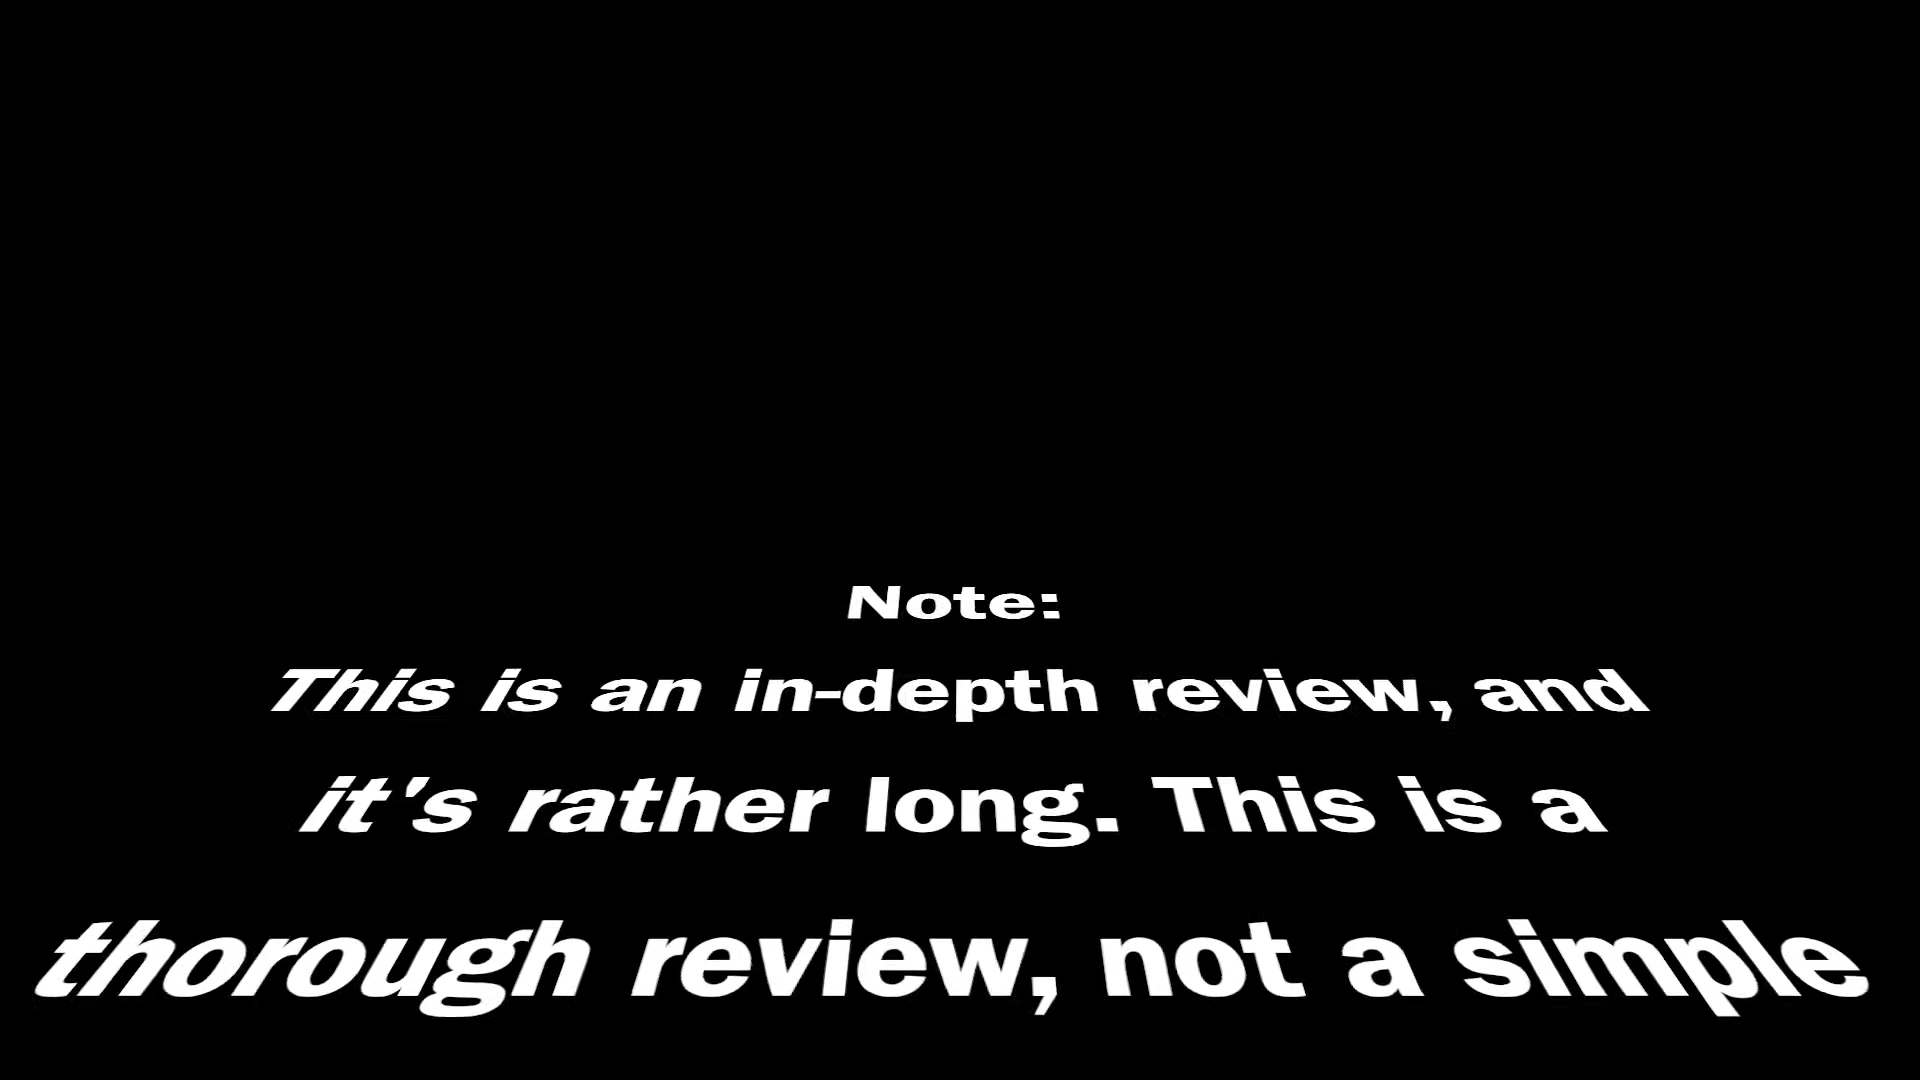 Note:
This is an in-depth review, and
it's rather long. This is a
thorough review, not a simple